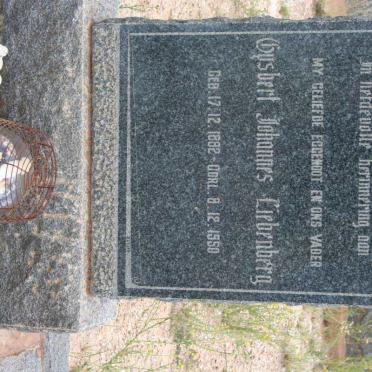 In liefdevolle herinnering aan
MY GELIEFDE EGGENOOT EN ONS VADER
Gysbert Johannes Liebenberg
GEB. 17. 12. 1882 - OORL. 8. 12. 1950